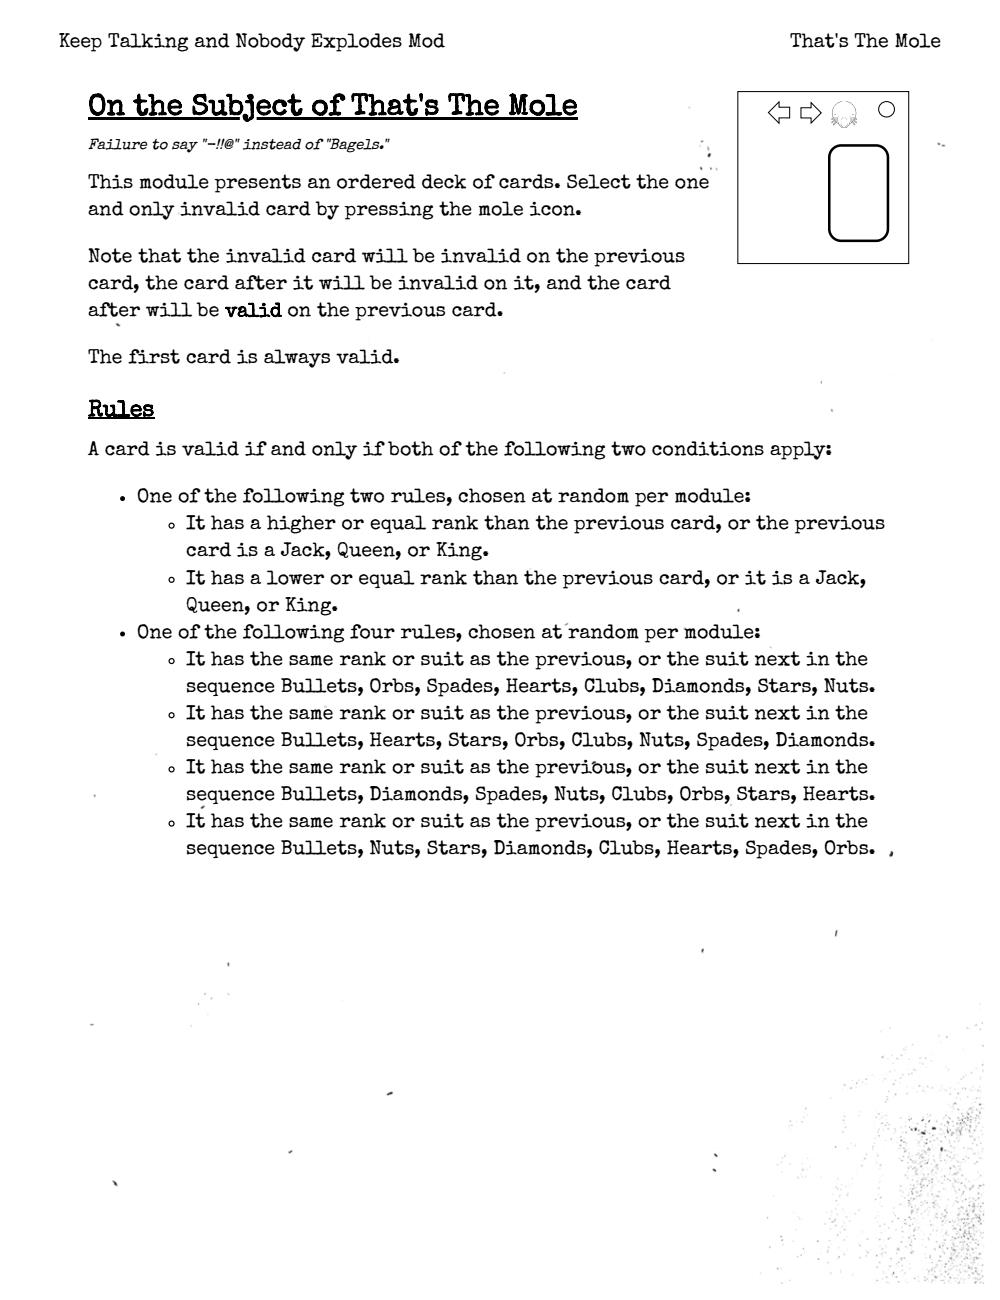 Keep Talking and Nobody Explodes Mod
That's The Mole
On the Subject of That's The Mole
Failure to say "—!!@" instead of "Bagels."
This module presents an ordered deck of cards. Select the one
and only invalid card by pressing the mole icon.
Note that the invalid card will be invalid on the previous
card, the card after it will be invalid on it, and the card
after will be valid on the previous card.
The first card is always valid.
Rules
A card is valid if and only if both of the following two conditions apply:
• One of the following two rules, chosen at random per module:
◦ It has a higher or equal rank than the previous card, or the previous
card is a Jack, Queen, or King.
◦ It has a lower or equal rank than the previous card, or it is a Jack,
Queen, or King.
• One of the following four rules, chosen at random per module:
◦ It has the same rank or suit as the previous, or the suit next in the
sequence Bullets, Orbs, Spades, Hearts, Clubs, Diamonds, Stars, Nuts.
◦ It has the same rank or suit as the previous, or the suit next in the
sequence Bullets, Hearts, Stars, Orbs, Clubs, Nuts, Spades, Diamonds.
◦ It has the same rank or suit as the previous, or the suit next in the
sequence Bullets, Diamonds, Spades, Nuts, Clubs, Orbs, Stars, Hearts.
◦ It has the same rank or suit as the previous, or the suit next in the
sequence Bullets, Nuts, Stars, Diamonds, Clubs, Hearts, Spades, Orbs.